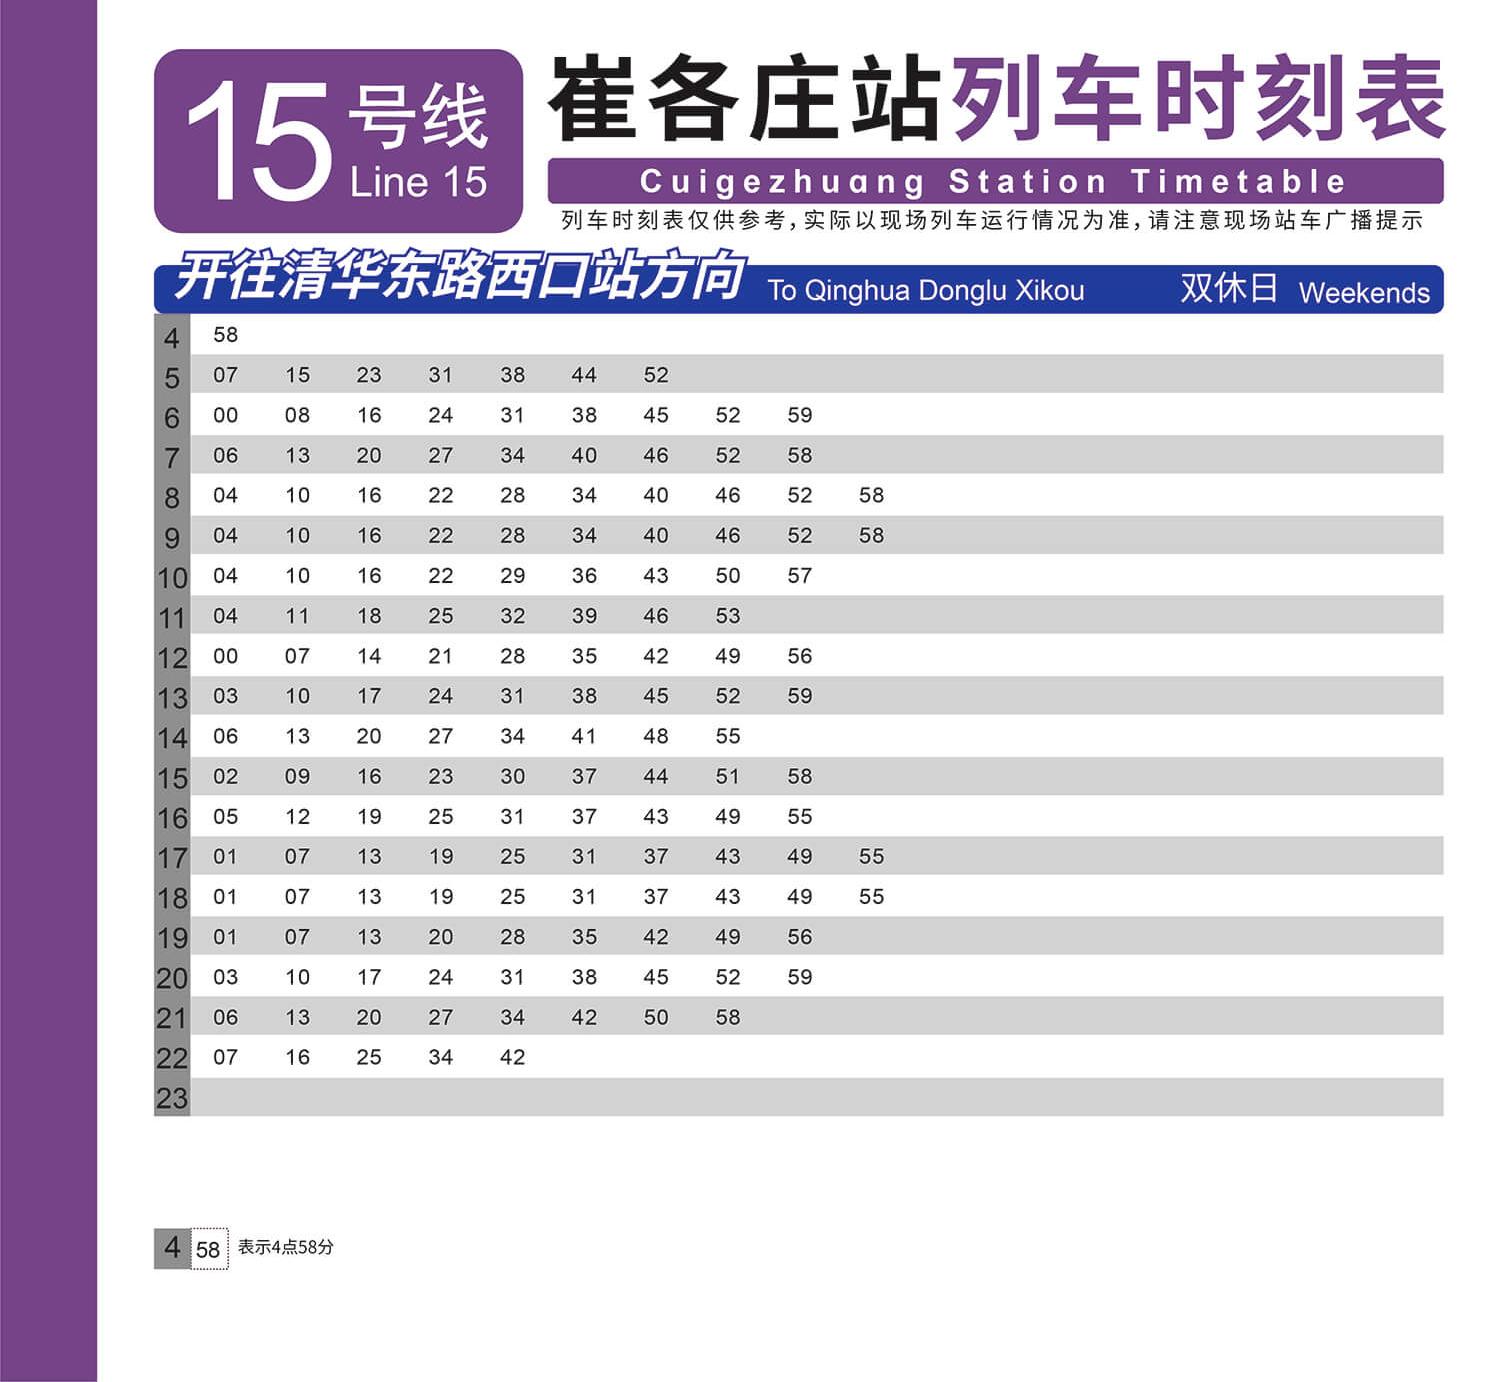 15号线
Line 15
崔各庄站列车时刻表
Cuigezhuang Station Timetable
列车时刻表仅供参考,实际以现场列车运行情况为准,请注意现场站车广播提示
开往清华东路西口站方向 To Qinghua Donglu Xikou 双休日 Weekends
4 58
5 07 15 23 31 38 44 52
6 00 08 16 24 31 38 45 52 59
7 06 13 20 27 34 40 46 52 58
8 04 10 16 22 28 34 40 46 52 58
9 04 10 16 22 28 34 40 46 52 58
10 04 10 16 22 29 36 43 50 57
11 04 11 18 25 32 39 46 53
12 00 07 14 21 28 35 42 49 56
13 03 10 17 24 31 38 45 52 59
14 06 13 20 27 34 41 48 55
15 02 09 16 23 30 37 44 51 58
16 05 12 19 25 31 37 43 49 55
17 01 07 13 19 25 31 37 43 49 55
18 01 07 13 19 25 31 37 43 49 55
19 01 07 13 20 28 35 42 49 56
20 03 10 17 24 31 38 45 52 59
21 06 13 20 27 34 42 50 58
22 07 16 25 34 42
23
4 58 表示4点58分